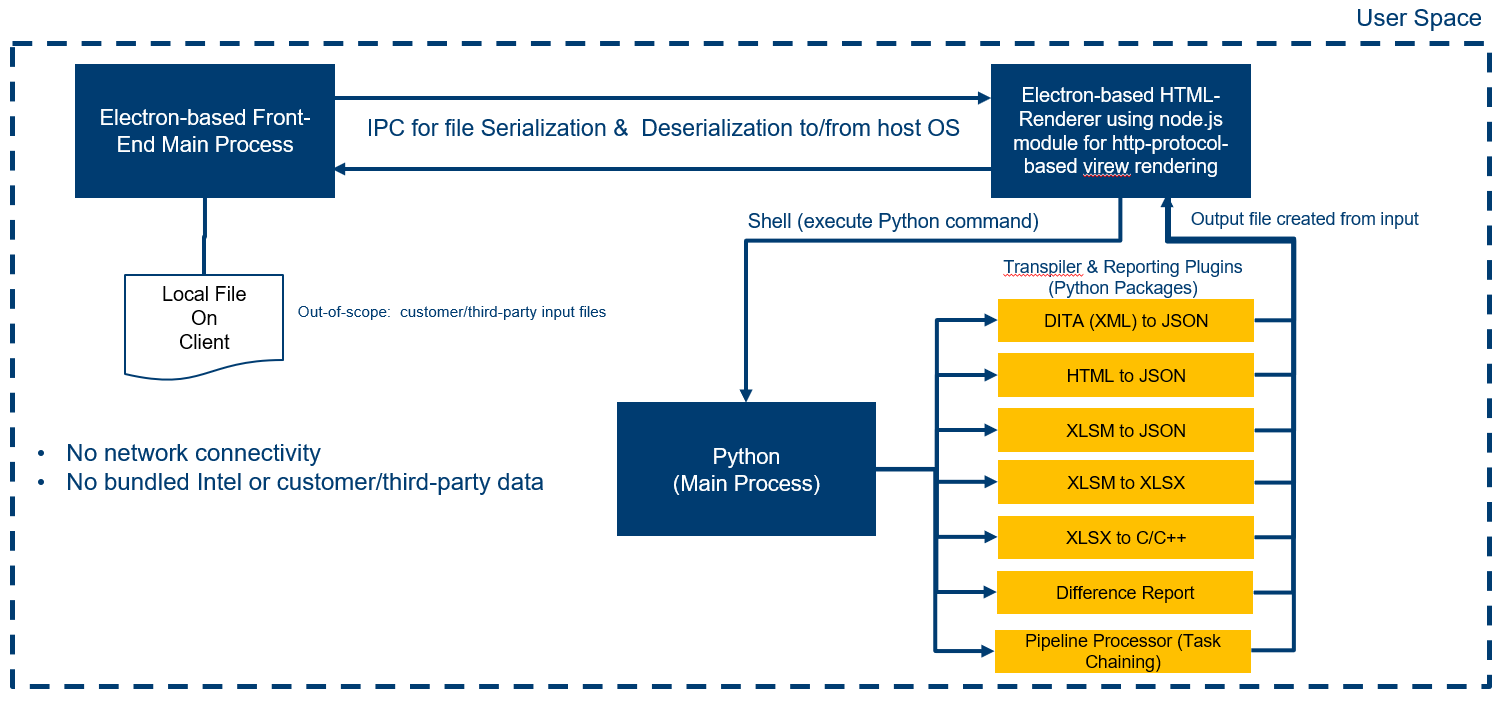 User Space
Electron-based Front-
End Main Process
IPC for file Serialization &  Deserialization to/from host OS
Electron-based HTML-
Renderer using node.js
module for http-protocol-
based virew rendering
Shell (execute Python command)
Output file created from input
Local File
On
Client
Out-of-scope:  customer/third-party input files
Transpiler & Reporting Plugins
(Python Packages)
DITA (XML) to JSON
HTML to JSON
XLSM to JSON
XLSM to XLSX
XLSX to C/C++
Difference Report
Pipeline Processor (Task
Chaining)
Python
(Main Process)
• No network connectivity
• No bundled Intel or customer/third-party data